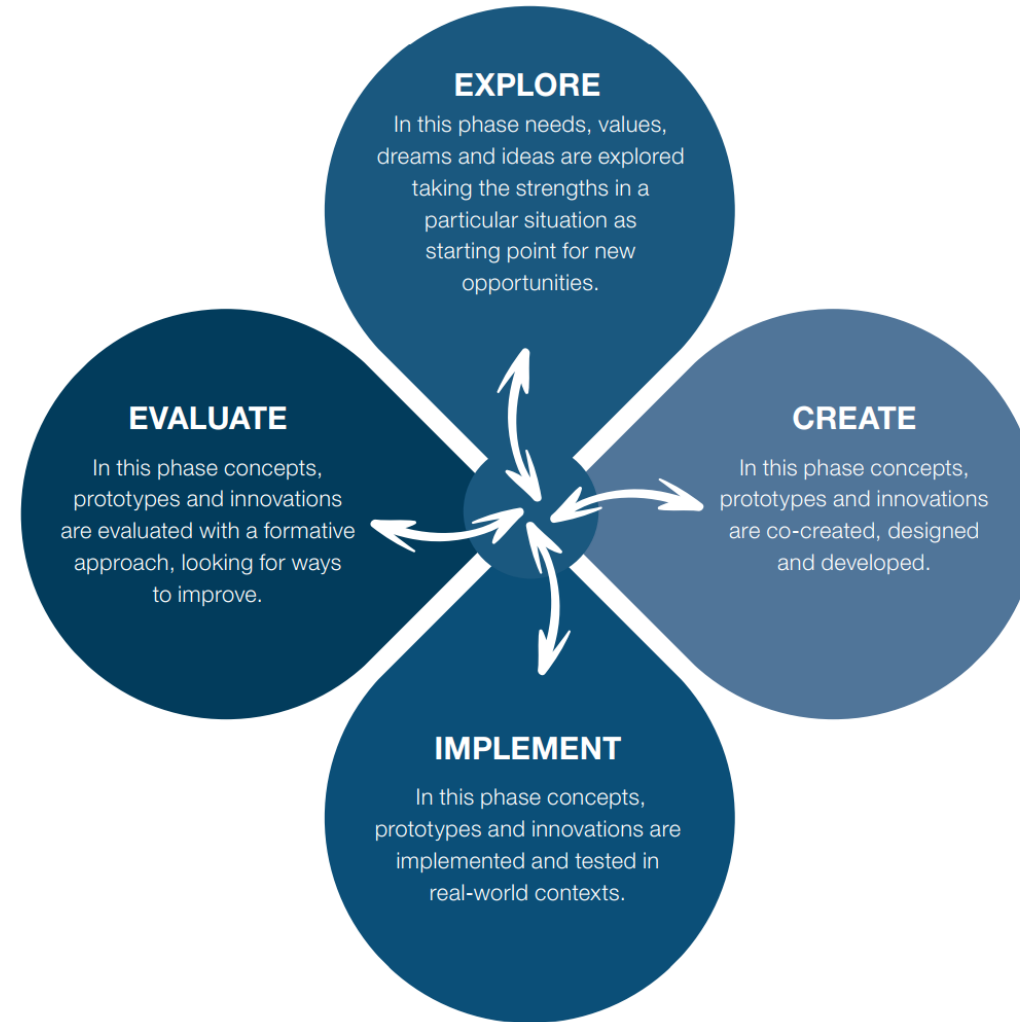 EXPLORE
In this phase needs, values,
dreams and ideas are explored
taking the strengths in a
particular situation as
starting point for new
opportunities.
EVALUATE
In this phase concepts,
prototypes and innovations
are evaluated with a formative
approach, looking for ways
to improve.
CREATE
In this phase concepts,
prototypes and innovations
are co-created, designed
and developed.
IMPLEMENT
In this phase concepts,
prototypes and innovations are
implemented and tested in
real-world contexts.